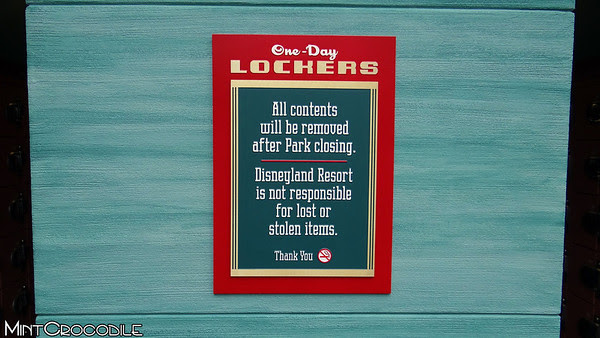 One-Day
LOCKERS
All contents
will be removed
after Park closing.
Disneyland Resort
is not responsible
for lost or
stolen items.
Thank You
MintCrocodile